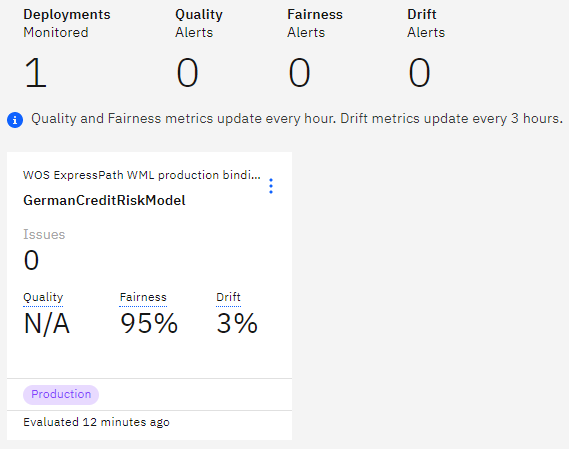 Deployments Quality Fairness Drift
Monitored Alerts Alerts Alerts
1 0 0 0
Quality and Fairness metrics update every hour. Drift metrics update every 3 hours.
WOS ExpressPath WML production bindi...
GermanCreditRiskModel
Issues
0
Quality Fairness Drift
N/A 95% 3%
Production
Evaluated 12 minutes ago